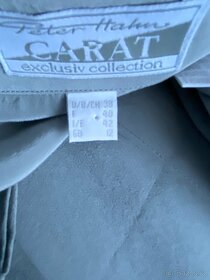 Peter Hahn
CARAT
exclusiv collection
D/U/CH 38
F 40
I/E 42
GB 12